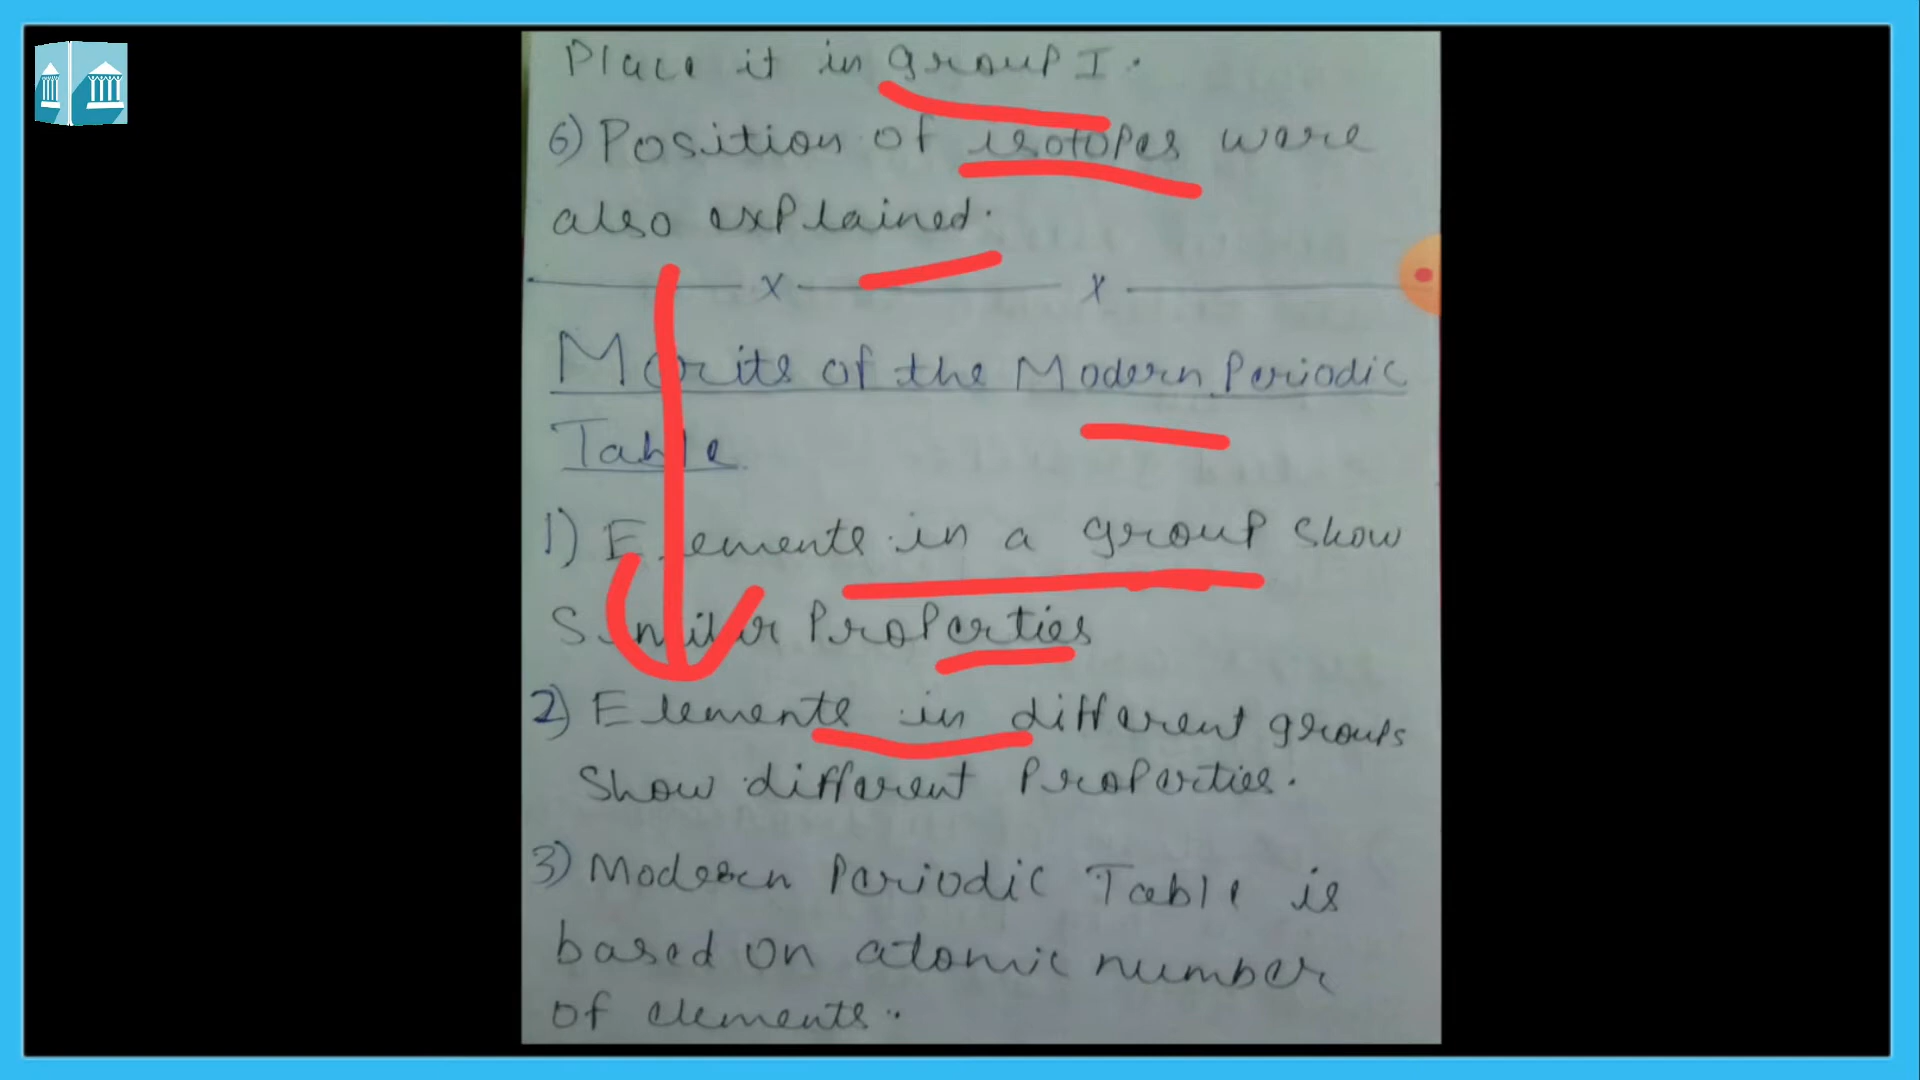 Place it in group I.
6) Position of isotopes were
also explained.
x x
Merits of the Modern Periodic
Table
1) Elements in a group show
Similar Properties
2) Elements in different groups
Show different Properties.
3) Modern Periodic Table is
based on atomic number
of elements.